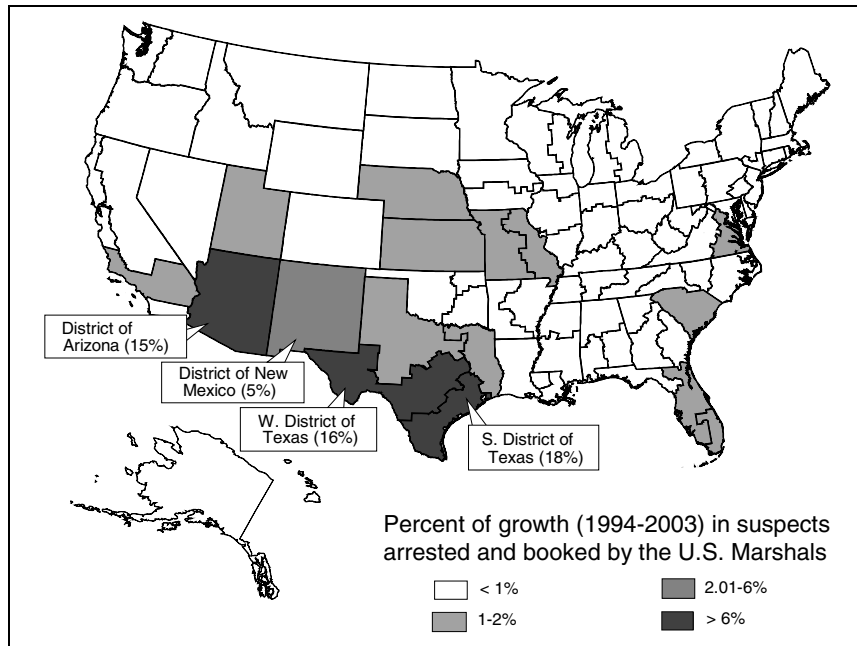 District of
Arizona (15%)
District of New
Mexico (5%)
W. District of
Texas (16%)
S. District of
Texas (18%)
Percent of growth (1994-2003) in suspects
arrested and booked by the U.S. Marshals
< 1%
2.01-6%
1-2%
> 6%